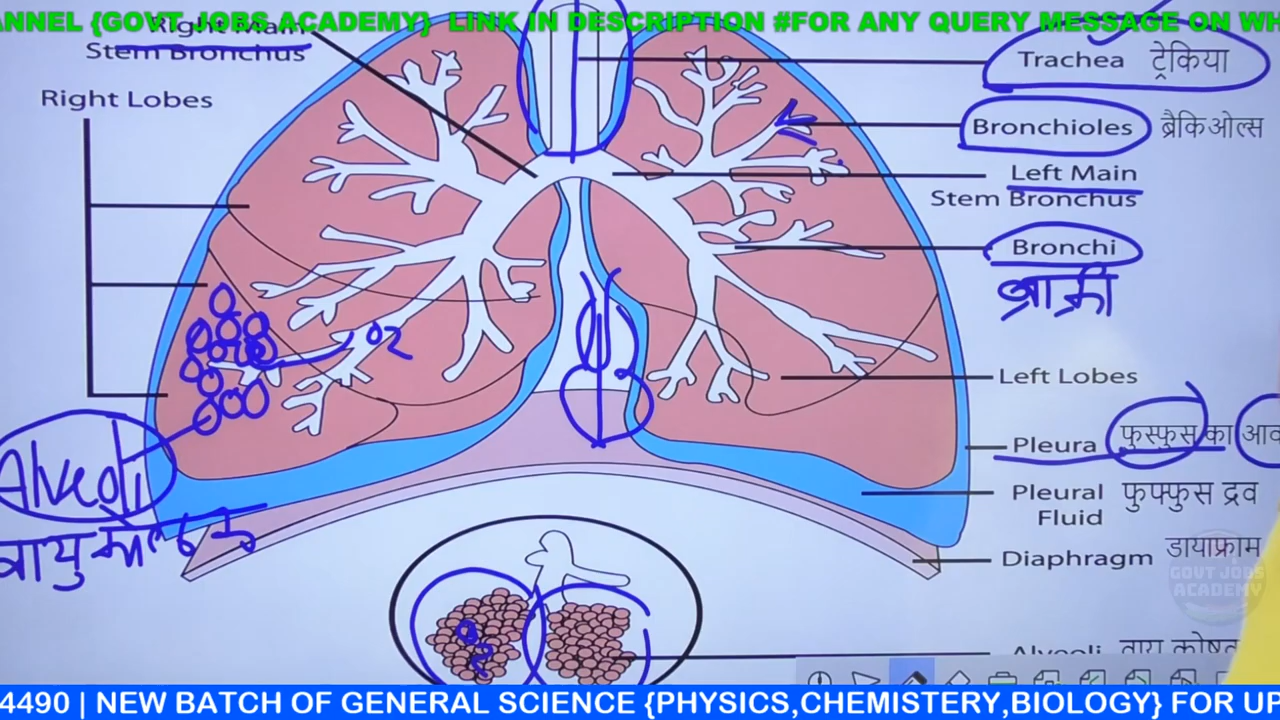 ANNEL {GOVT JOBS ACADEMY} LINK IN DESCRIPTION #FOR ANY QUERY MESSAGE ON WH
Right Main
Stem Bronchus
Right Lobes
Trachea ट्रेकिया
Bronchioles ब्रैकिओल्स
Left Main
Stem Bronchus
Bronchi
O2
Left Lobes
Alveoli
Pleura फुस्फुस का आव
Pleural फुफ्फुस द्रव
Fluid
Diaphragm डायाफ्राम
GOVT JOBS
ACADEMY
O2
Alveoli
4490 | NEW BATCH OF GENERAL SCIENCE {PHYSICS,CHEMISTERY,BIOLOGY} FOR UP